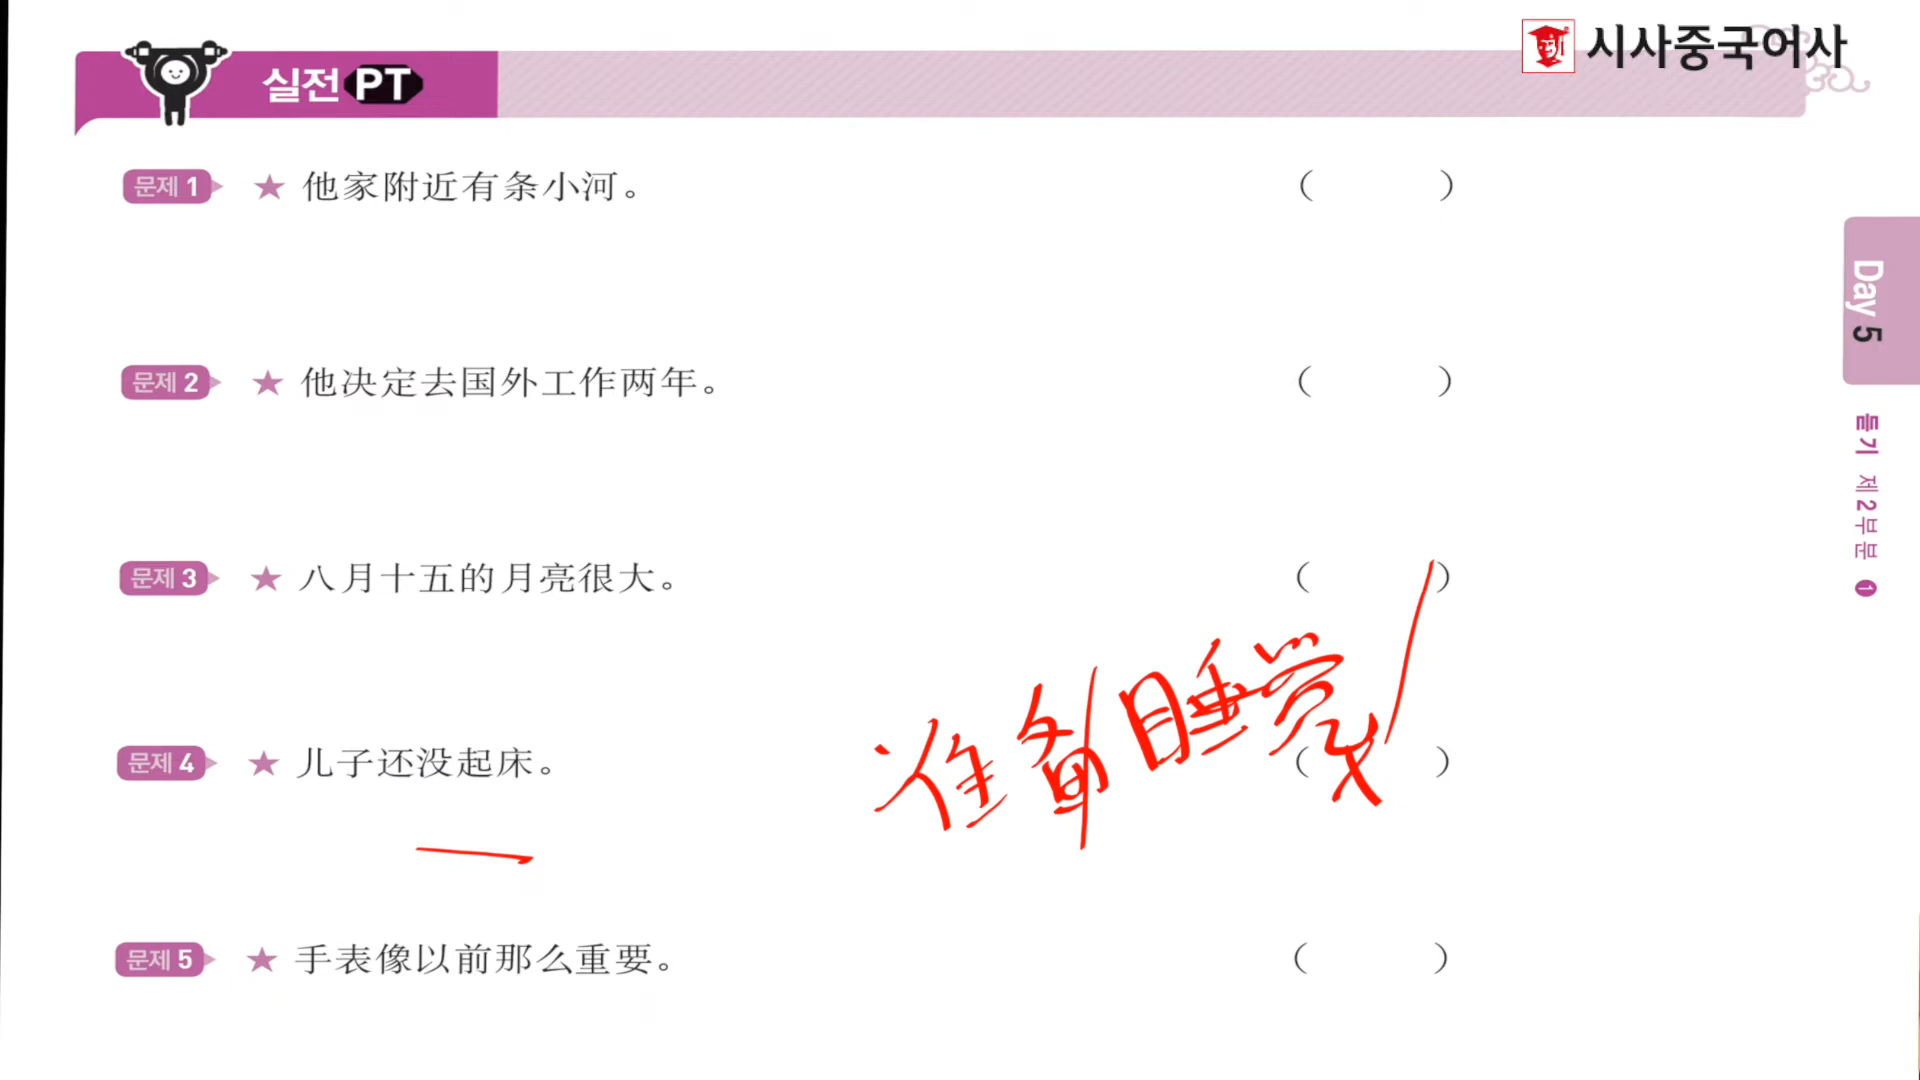 시사중국어사
실전 PT
문제 1 ★ 他家附近有条小河。 ( )
문제 2 ★ 他决定去国外工作两年。 ( )
문제 3 ★ 八月十五的月亮很大。 ( )
准备睡觉
문제 4 ★ 儿子还没起床。 ( )
문제 5 ★ 手表像以前那么重要。 ( )
Day 5
듣기 제2부분 1